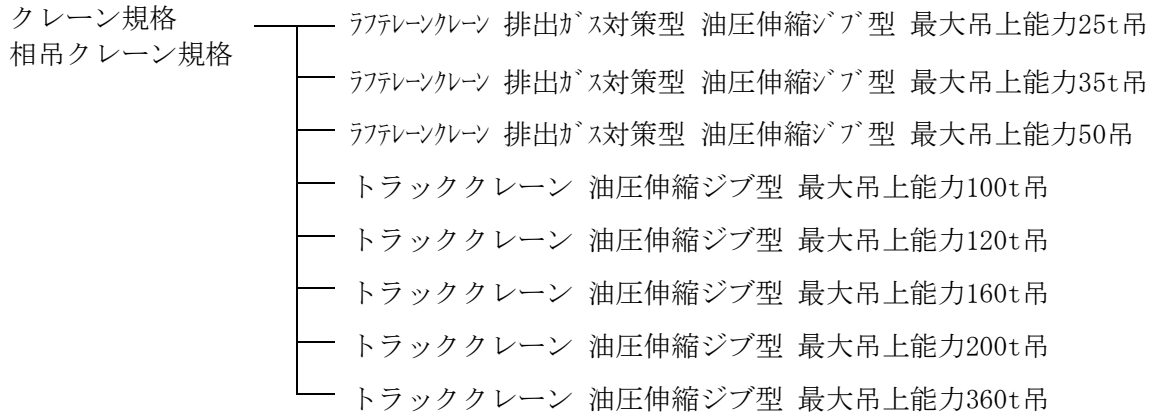 クレーン規格
相吊クレーン規格
ﾗﾌﾃﾚｰﾝｸﾚｰﾝ 排出ｶﾞｽ対策型 油圧伸縮ｼﾞﾌﾞ型 最大吊上能力25t吊
ﾗﾌﾃﾚｰﾝｸﾚｰﾝ 排出ｶﾞｽ対策型 油圧伸縮ｼﾞﾌﾞ型 最大吊上能力35t吊
ﾗﾌﾃﾚｰﾝｸﾚｰﾝ 排出ｶﾞｽ対策型 油圧伸縮ｼﾞﾌﾞ型 最大吊上能力50吊
トラッククレーン 油圧伸縮ジブ型 最大吊上能力100t吊
トラッククレーン 油圧伸縮ジブ型 最大吊上能力120t吊
トラッククレーン 油圧伸縮ジブ型 最大吊上能力160t吊
トラッククレーン 油圧伸縮ジブ型 最大吊上能力200t吊
トラッククレーン 油圧伸縮ジブ型 最大吊上能力360t吊